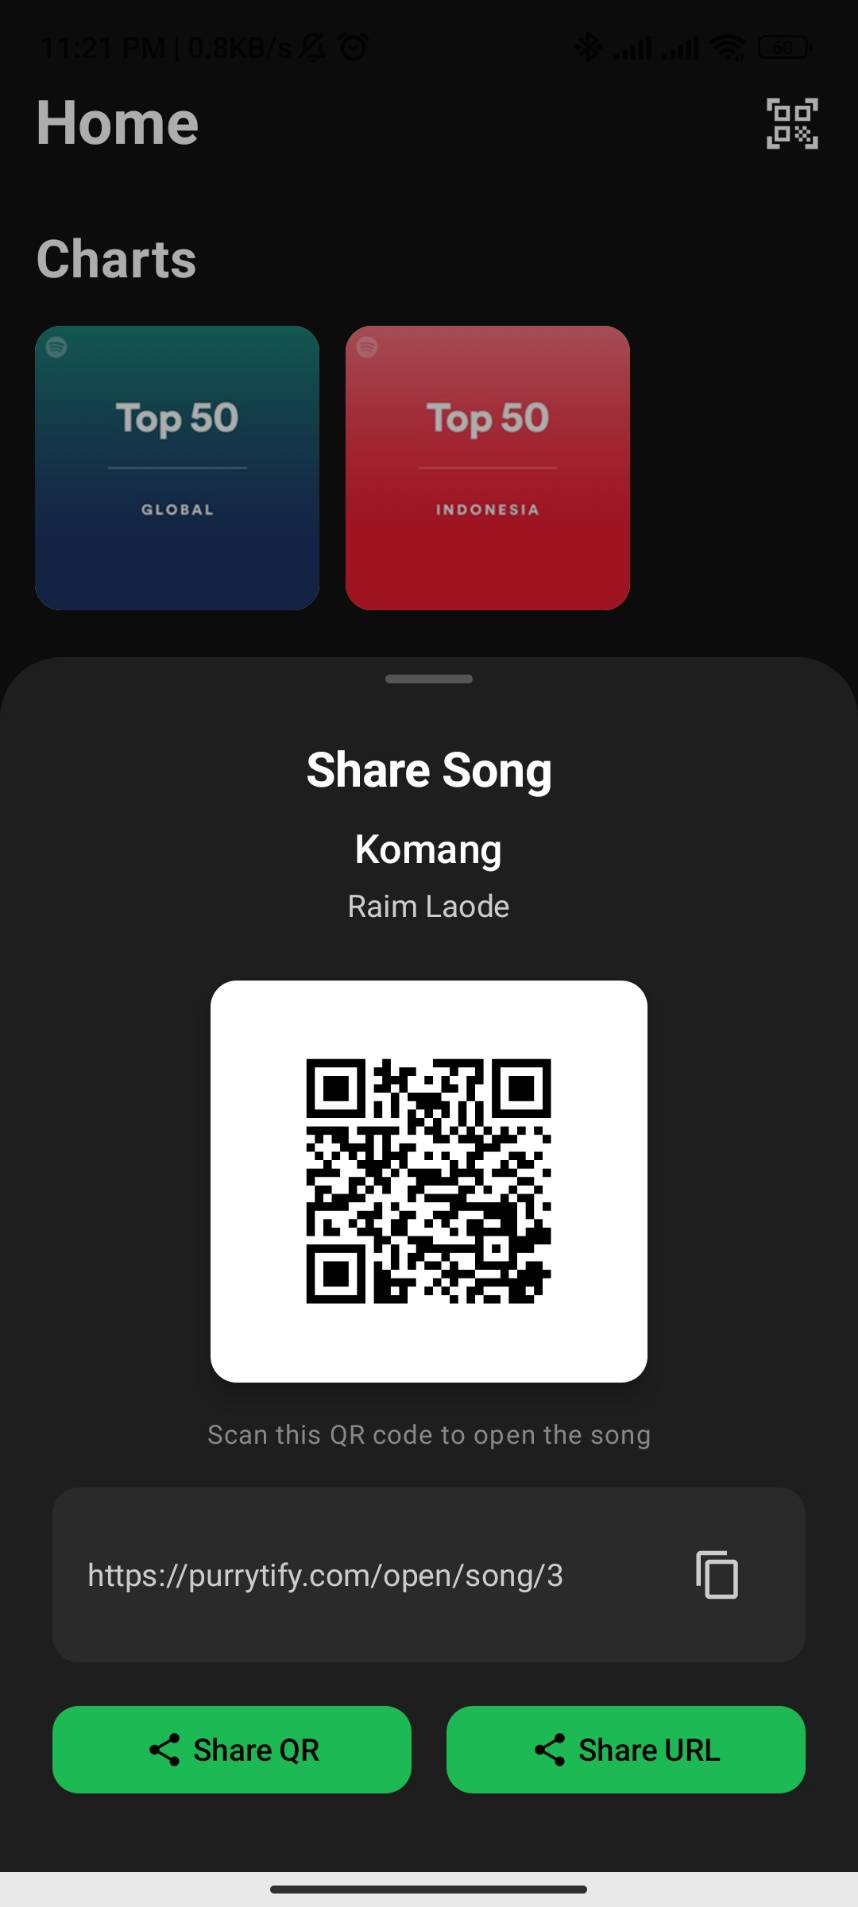 11:21 PM | 0.8KB/s
60
Home
Charts
Top 50
GLOBAL
Top 50
INDONESIA
Share Song
Komang
Raim Laode
Scan this QR code to open the song
https://purrytify.com/open/song/3
Share QR
Share URL